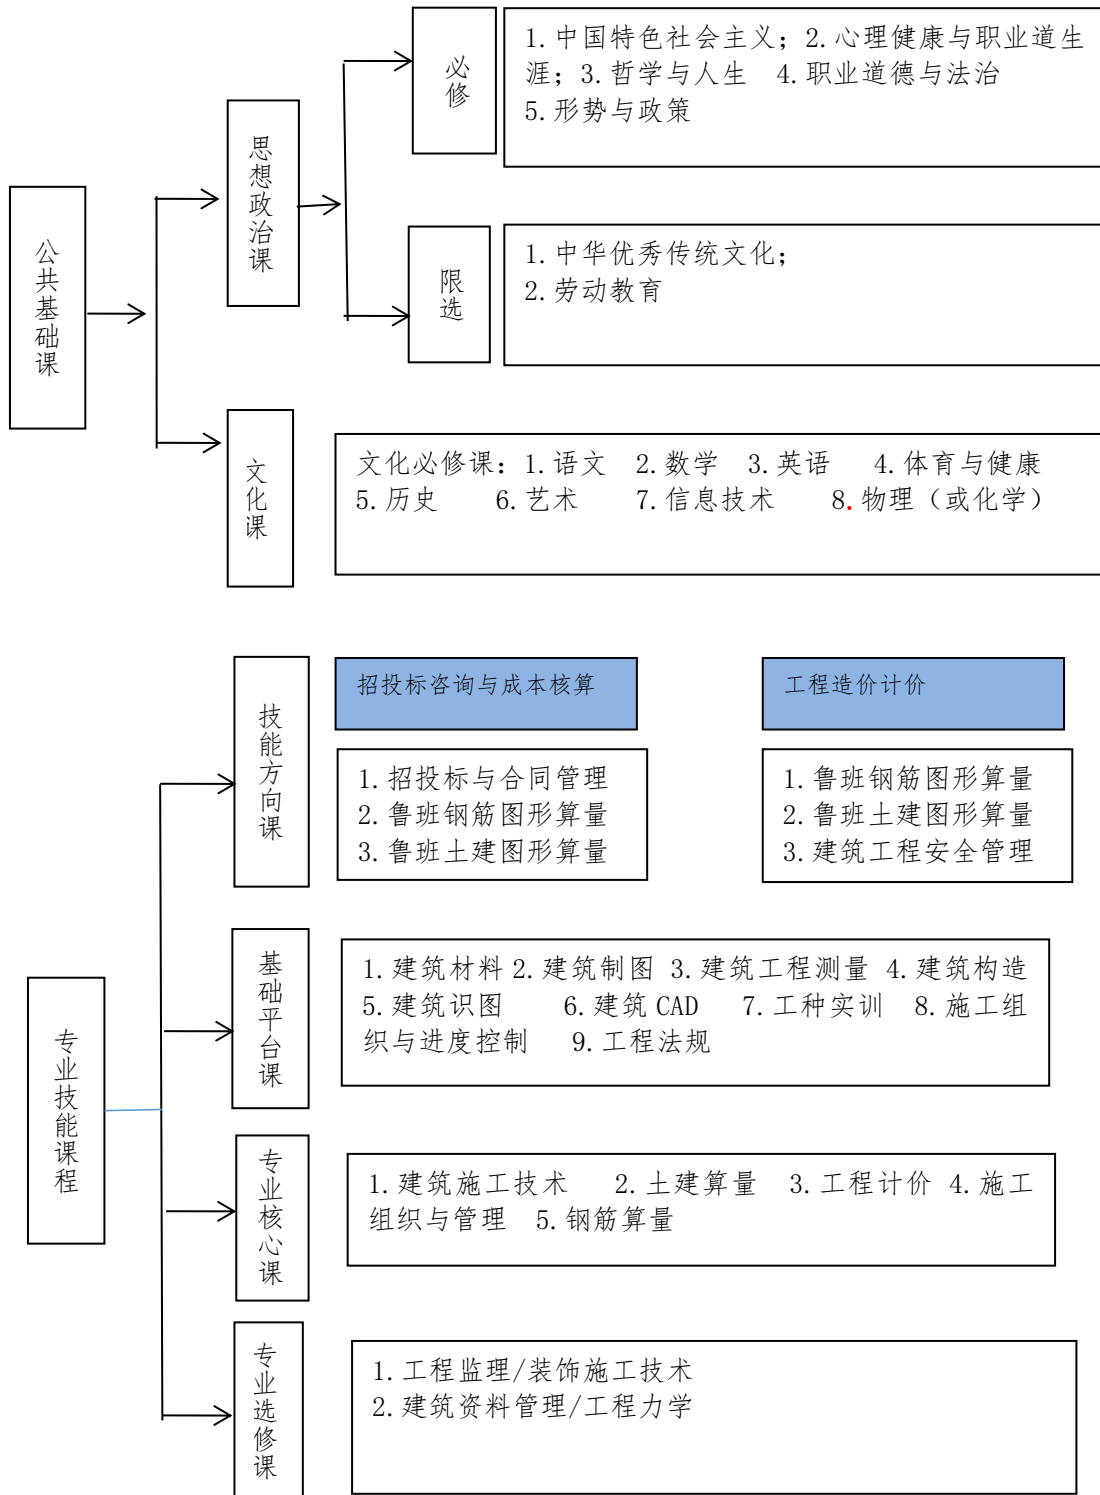 公共基础课
思想政治课
必修
1.中国特色社会主义；2.心理健康与职业道生
涯；3.哲学与人生 4.职业道德与法治
5.形势与政策
限选
1.中华优秀传统文化；
2.劳动教育
文化课
文化必修课：1.语文 2.数学 3.英语 4.体育与健康
5.历史 6.艺术 7.信息技术 8.物理（或化学）
专业技能课程
技能方向课
招投标咨询与成本核算
工程造价计价
1.招投标与合同管理
2.鲁班钢筋图形算量
3.鲁班土建图形算量
1.鲁班钢筋图形算量
2.鲁班土建图形算量
3.建筑工程安全管理
基础平台课
1.建筑材料 2.建筑制图 3.建筑工程测量 4.建筑构造
5.建筑识图 6.建筑 CAD 7.工种实训 8.施工组
织与进度控制 9.工程法规
专业核心课
1.建筑施工技术 2.土建算量 3.工程计价 4.施工
组织与管理 5.钢筋算量
专业选修课
1.工程监理/装饰施工技术
2.建筑资料管理/工程力学